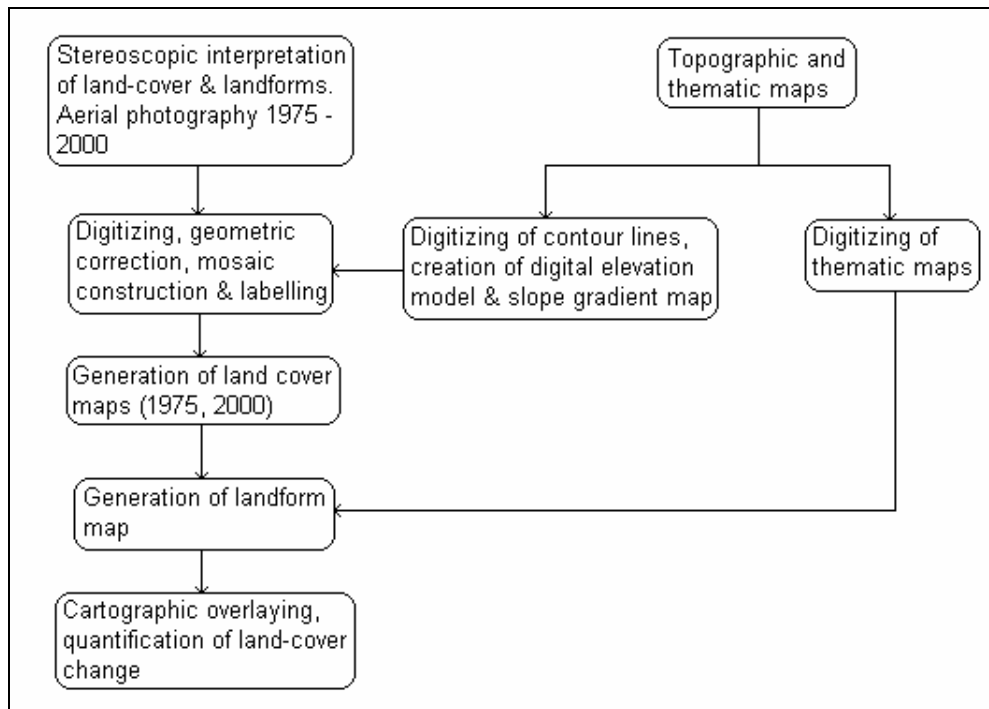 Stereoscopic interpretation
of land-cover & landforms.
Aerial photography 1975 -
2000
Topographic and
thematic maps
Digitizing, geometric
correction, mosaic
construction & labelling
Digitizing of contour lines,
creation of digital elevation
model & slope gradient map
Digitizing of
thematic maps
Generation of land cover
maps (1975, 2000)
Generation of landform
map
Cartographic overlaying,
quantification of land-cover
change